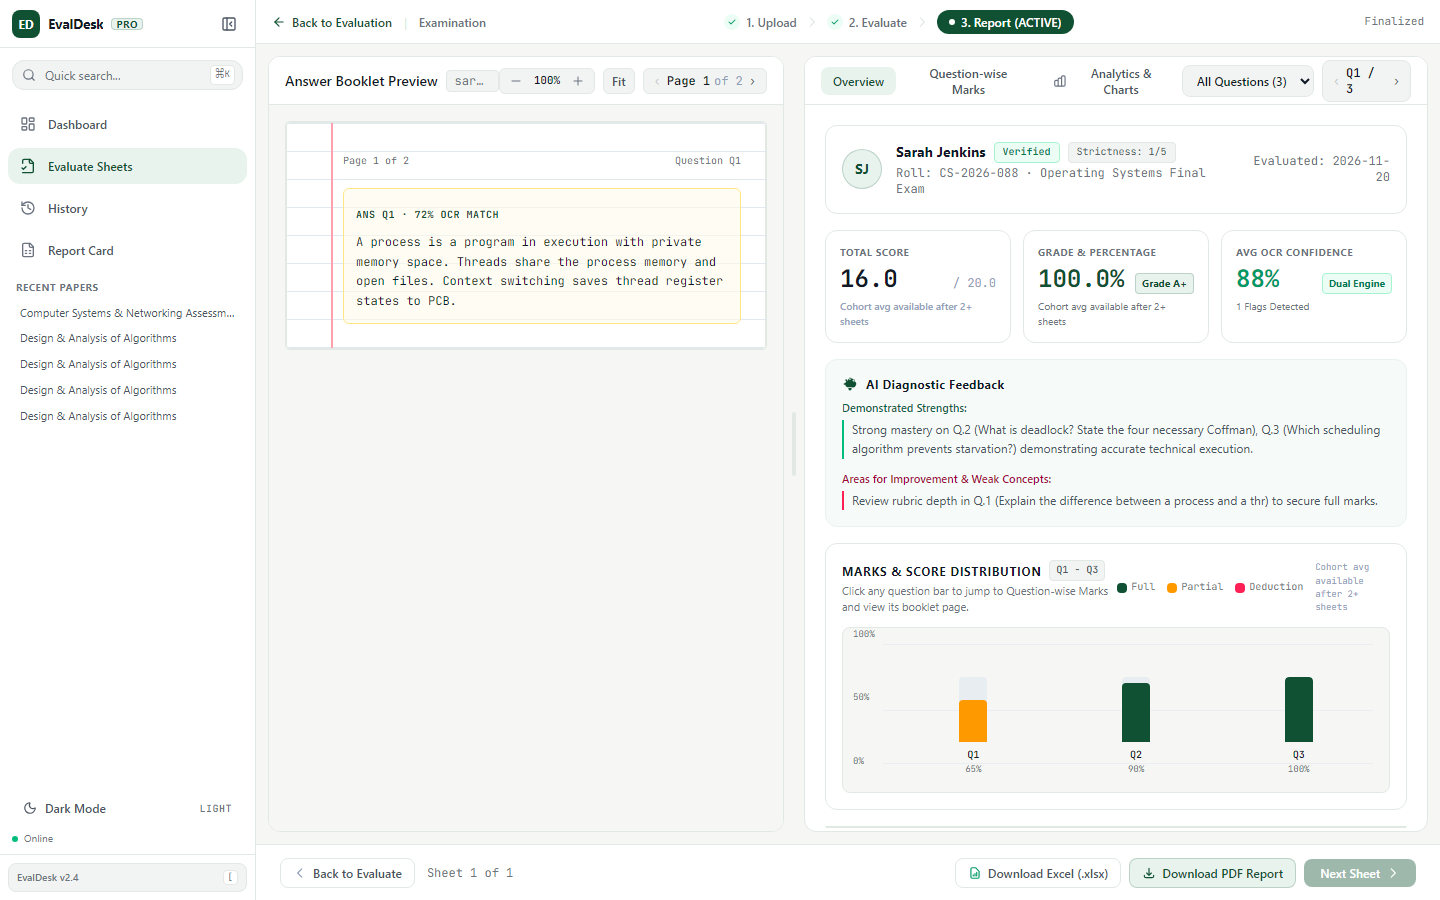 ED EvalDesk PRO
Quick search... ⌘K
Dashboard
Evaluate Sheets
History
Report Card
RECENT PAPERS
Computer Systems & Networking Assessm...
Design & Analysis of Algorithms
Design & Analysis of Algorithms
Design & Analysis of Algorithms
Design & Analysis of Algorithms
Dark Mode LIGHT
Online
EvalDesk v2.4 [
Back to Evaluation Examination 1. Upload 2. Evaluate 3. Report (ACTIVE) Finalized
Answer Booklet Preview sar... − 100% + Fit ‹ Page 1 of 2 ›
Page 1 of 2 Question Q1
ANS Q1 · 72% OCR MATCH
A process is a program in execution with private
memory space. Threads share the process memory and
open files. Context switching saves thread register
states to PCB.
Overview Question-wise Marks Analytics & Charts All Questions (3) ‹ Q1 / 3 ›
SJ
Sarah Jenkins Verified Strictness: 1/5
Roll: CS-2026-088 · Operating Systems Final
Exam
Evaluated: 2026-11-
20
TOTAL SCORE
16.0 / 20.0
Cohort avg available after 2+
sheets
GRADE & PERCENTAGE
100.0% Grade A+
Cohort avg available after 2+
sheets
AVG OCR CONFIDENCE
88% Dual Engine
1 Flags Detected
AI Diagnostic Feedback
Demonstrated Strengths:
Strong mastery on Q.2 (What is deadlock? State the four necessary Coffman), Q.3 (Which scheduling
algorithm prevents starvation?) demonstrating accurate technical execution.
Areas for Improvement & Weak Concepts:
Review rubric depth in Q.1 (Explain the difference between a process and a thr) to secure full marks.
MARKS & SCORE DISTRIBUTION Q1 - Q3
Click any question bar to jump to Question-wise Marks
and view its booklet page.
Full Partial Deduction
Cohort avg
available
after 2+
sheets
100%
50%
0%
Q1 Q2 Q3
65% 90% 100%
Back to Evaluate Sheet 1 of 1 Download Excel (.xlsx) Download PDF Report Next Sheet